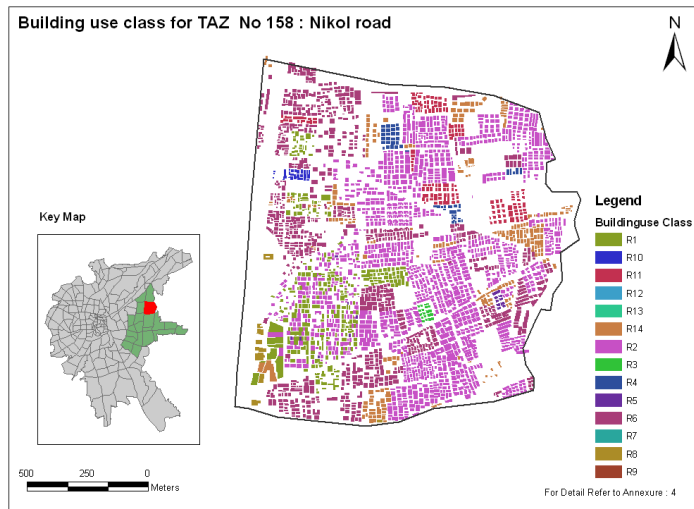 Building use class for TAZ No 158 : Nikol road
N
Key Map
Legend
Buildinguse Class
R1
R10
R11
R12
R13
R14
R2
R3
R4
R5
R6
R7
R8
R9
500 250 0
Meters
For Detail Refer to Annexure : 4